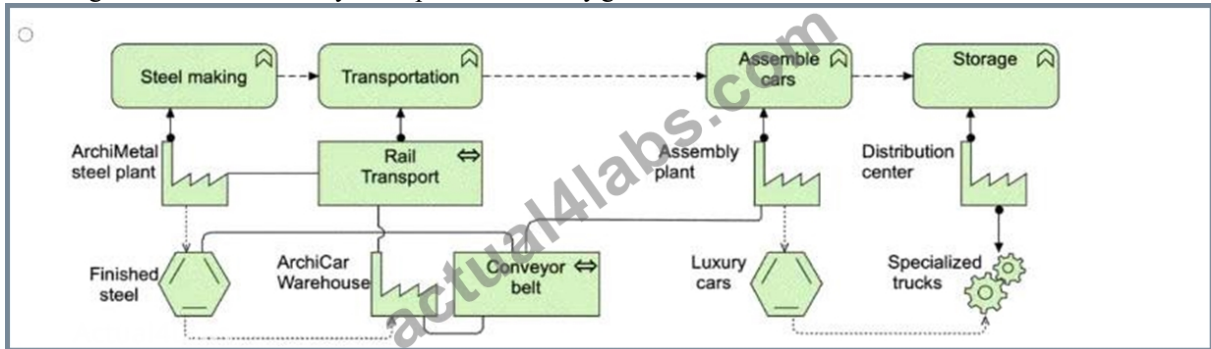 Steel making
Transportation
Assemble
cars
Storage
ArchiMetal
steel plant
Rail
Transport
Assembly
plant
Distribution
center
Finished
steel
ArchiCar
Warehouse
Conveyor
belt
Luxury
cars
Specialized
trucks
actual4labs.com